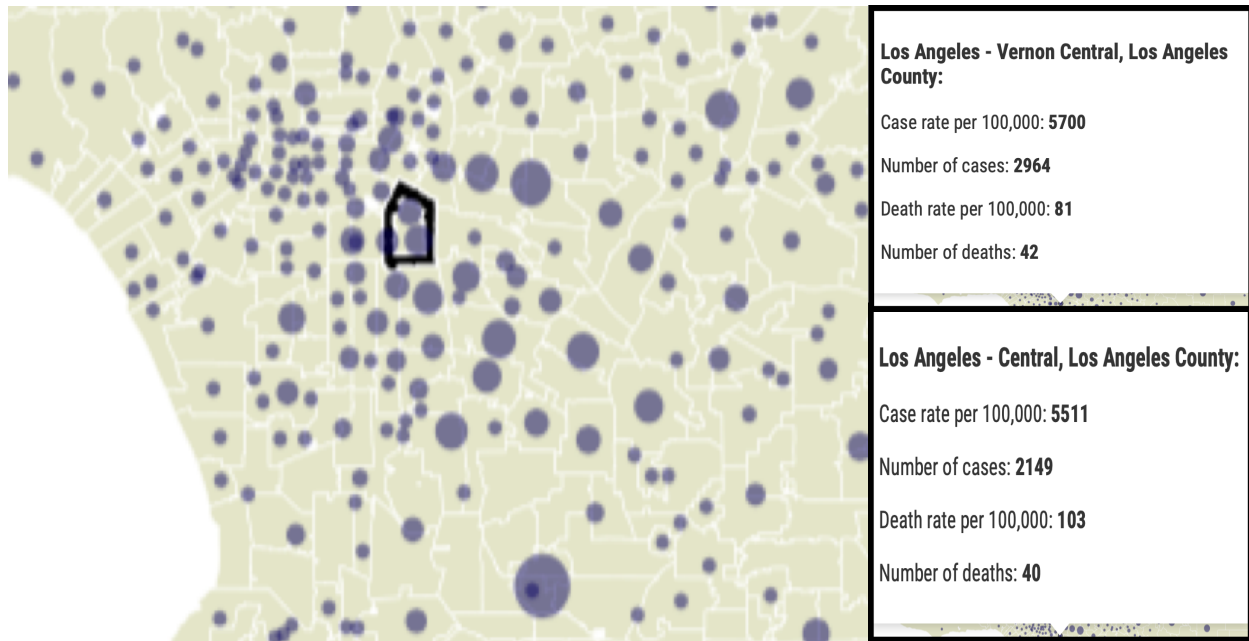 Los Angeles - Vernon Central, Los Angeles
County:
Case rate per 100,000: 5700
Number of cases: 2964
Death rate per 100,000: 81
Number of deaths: 42
Los Angeles - Central, Los Angeles County:
Case rate per 100,000: 5511
Number of cases: 2149
Death rate per 100,000: 103
Number of deaths: 40